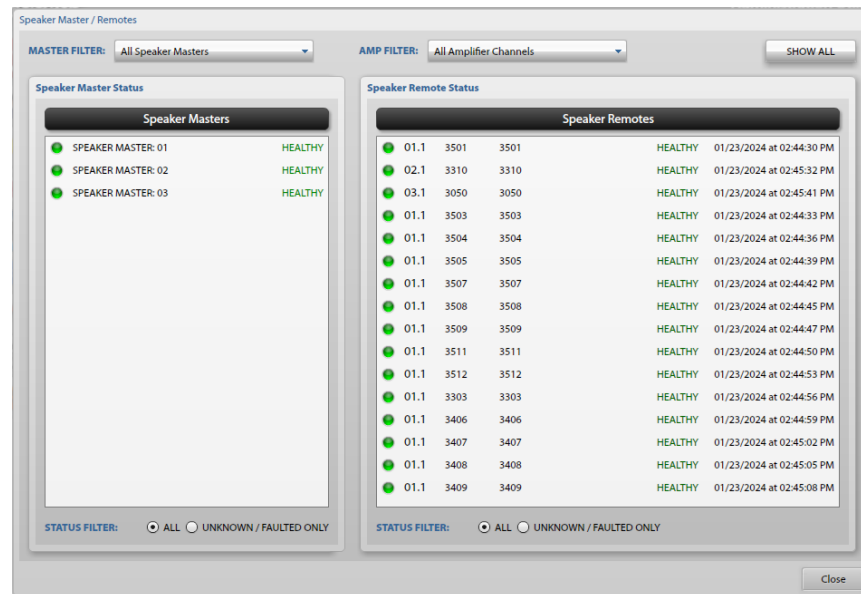 Speaker Master / Remotes
MASTER FILTER: All Speaker Masters AMP FILTER: All Amplifier Channels SHOW ALL
Speaker Master Status
Speaker Masters
SPEAKER MASTER: 01 HEALTHY
SPEAKER MASTER: 02 HEALTHY
SPEAKER MASTER: 03 HEALTHY
STATUS FILTER: ALL UNKNOWN / FAULTED ONLY
Speaker Remote Status
Speaker Remotes
01.1 3501 3501 HEALTHY 01/23/2024 at 02:44:30 PM
02.1 3310 3310 HEALTHY 01/23/2024 at 02:45:32 PM
03.1 3050 3050 HEALTHY 01/23/2024 at 02:45:41 PM
01.1 3503 3503 HEALTHY 01/23/2024 at 02:44:33 PM
01.1 3504 3504 HEALTHY 01/23/2024 at 02:44:36 PM
01.1 3505 3505 HEALTHY 01/23/2024 at 02:44:39 PM
01.1 3507 3507 HEALTHY 01/23/2024 at 02:44:42 PM
01.1 3508 3508 HEALTHY 01/23/2024 at 02:44:45 PM
01.1 3509 3509 HEALTHY 01/23/2024 at 02:44:47 PM
01.1 3511 3511 HEALTHY 01/23/2024 at 02:44:50 PM
01.1 3512 3512 HEALTHY 01/23/2024 at 02:44:53 PM
01.1 3303 3303 HEALTHY 01/23/2024 at 02:44:56 PM
01.1 3406 3406 HEALTHY 01/23/2024 at 02:44:59 PM
01.1 3407 3407 HEALTHY 01/23/2024 at 02:45:02 PM
01.1 3408 3408 HEALTHY 01/23/2024 at 02:45:05 PM
01.1 3409 3409 HEALTHY 01/23/2024 at 02:45:08 PM
STATUS FILTER: ALL UNKNOWN / FAULTED ONLY
Close